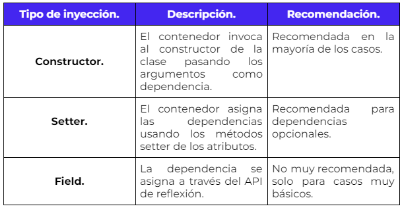 Tipo de inyección. Descripción. Recomendación.
Constructor.
El contenedor invoca
al constructor de la
clase pasando los
argumentos como
dependencia.
Recomendada en la
mayoría de los casos.
Setter.
El contenedor asigna
las dependencias
usando los métodos
setter de los atributos.
Recomendada para
dependencias
opcionales.
Field.
La dependencia se
asigna a través del API
de reflexión.
No muy recomendada,
solo para casos muy
básicos.